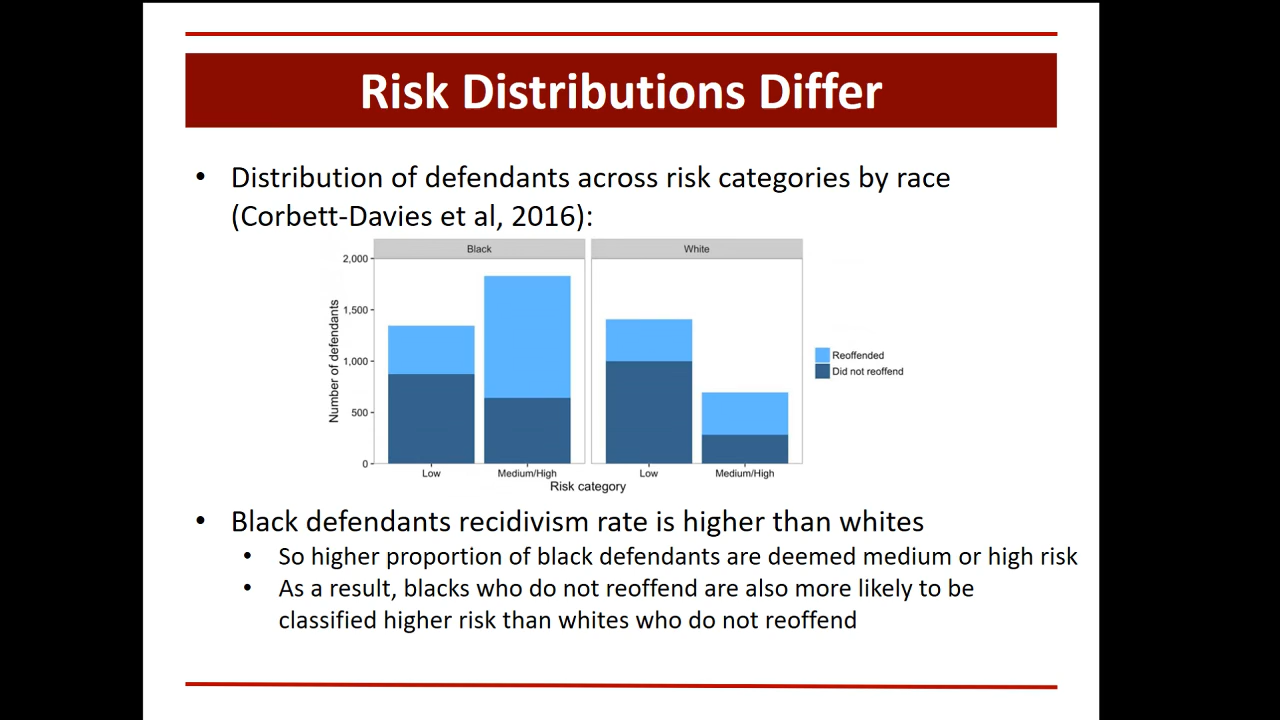 Risk Distributions Differ
• Distribution of defendants across risk categories by race
(Corbett-Davies et al, 2016):
Black
White
Number of defendants
2,000
1,500
1,000
500
0
Low
Medium/High
Low
Medium/High
Risk category
Reoffended
Did not reoffend
• Black defendants recidivism rate is higher than whites
• So higher proportion of black defendants are deemed medium or high risk
• As a result, blacks who do not reoffend are also more likely to be
classified higher risk than whites who do not reoffend